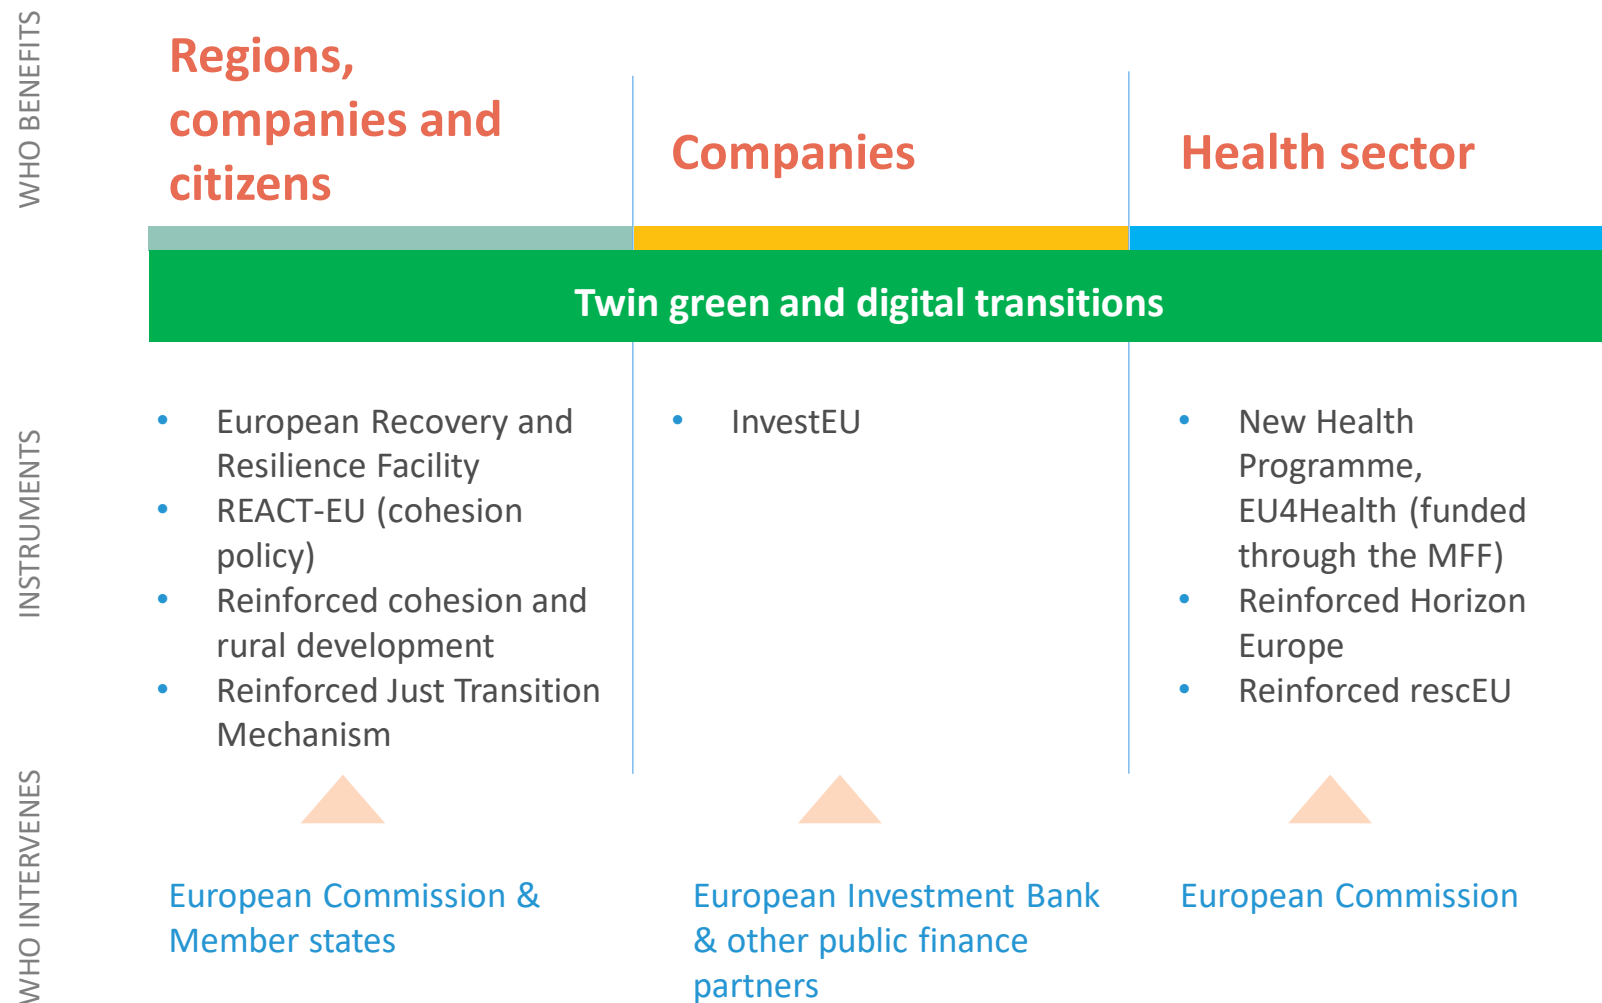 WHO BENEFITS
Regions,
companies and
citizens
Companies
Health sector
Twin green and digital transitions
INSTRUMENTS
• European Recovery and
Resilience Facility
• REACT-EU (cohesion
policy)
• Reinforced cohesion and
rural development
• Reinforced Just Transition
Mechanism
• InvestEU
• New Health
Programme,
EU4Health (funded
through the MFF)
• Reinforced Horizon
Europe
• Reinforced rescEU
WHO INTERVENES
European Commission &
Member states
European Investment Bank
& other public finance
partners
European Commission